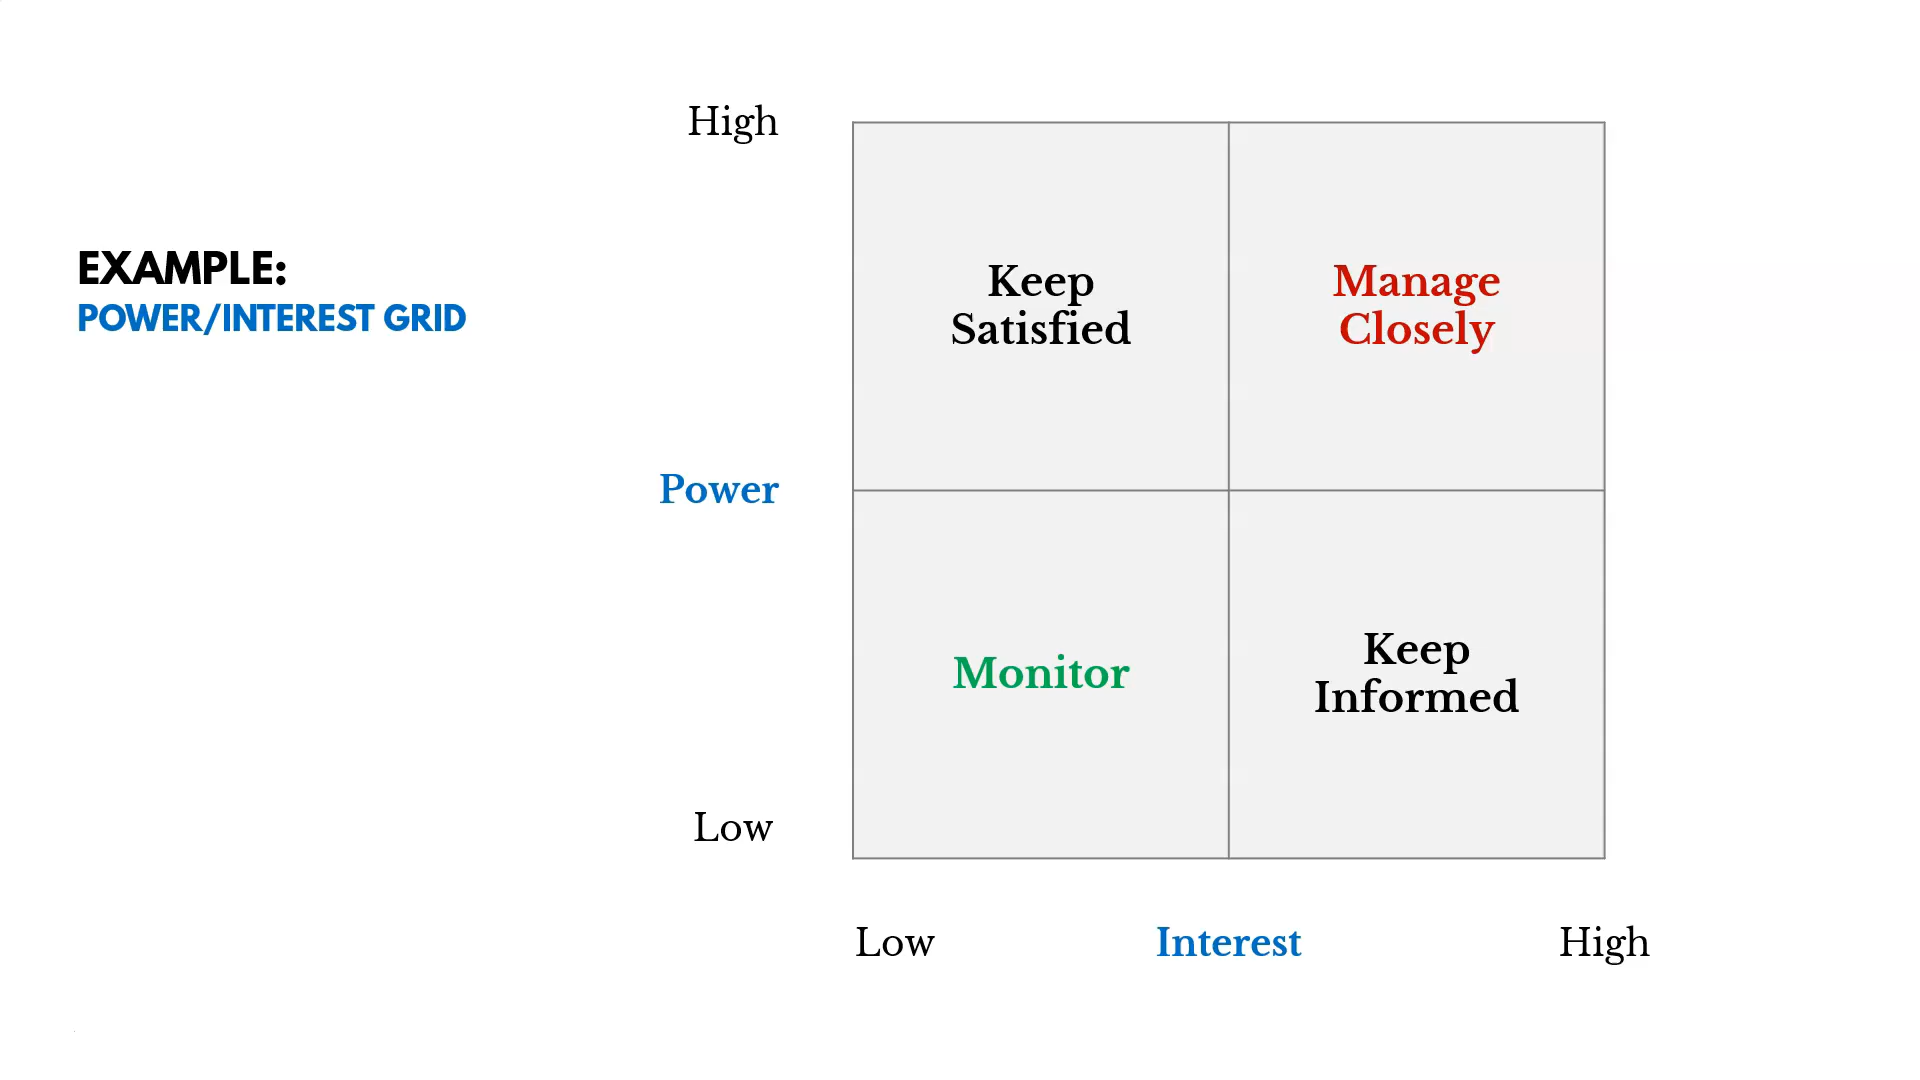 EXAMPLE:
POWER/INTEREST GRID
High
Power
Low
Keep
Satisfied
Manage
Closely
Monitor
Keep
Informed
Low
Interest
High